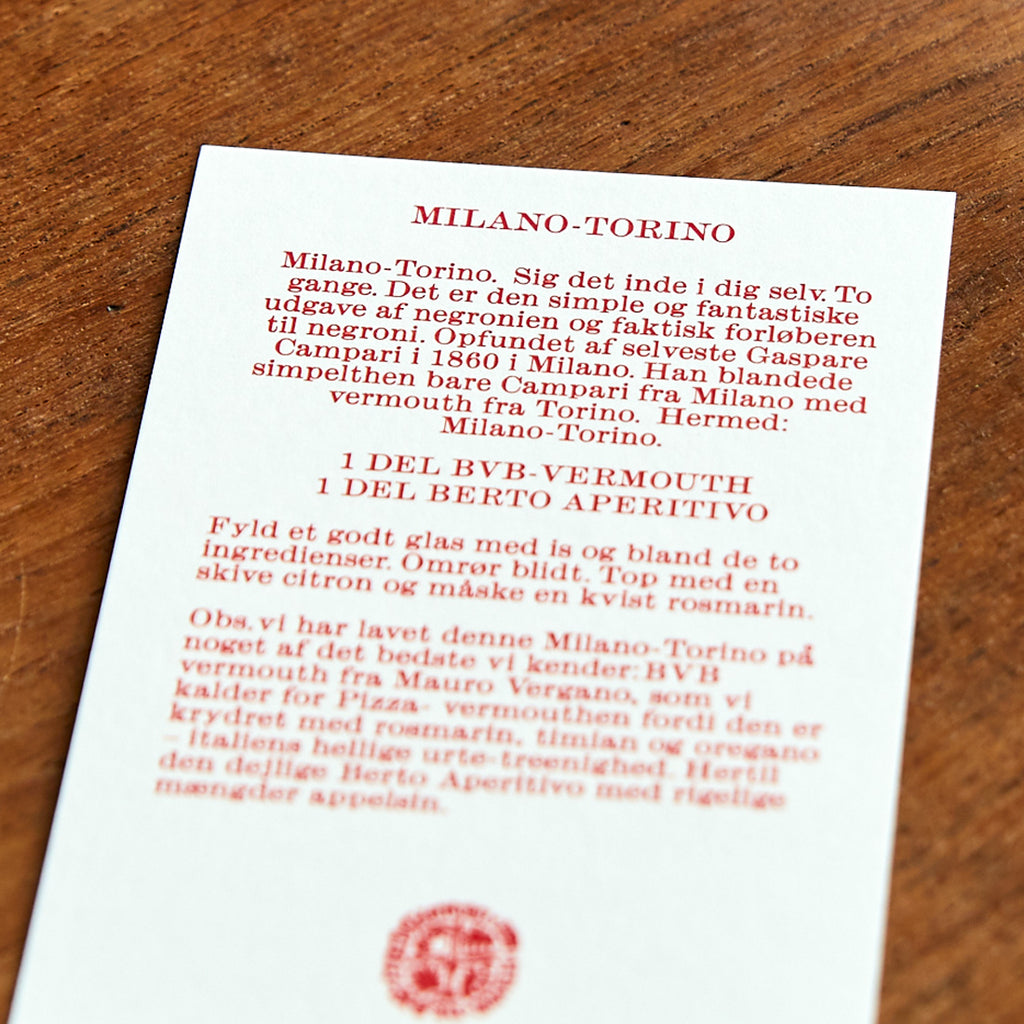 MILANO-TORINO
Milano-Torino. Sig det inde i dig selv. To
gange. Det er den simple og fantastiske
udgave af negronien og faktisk forløberen
til negroni. Opfundet af selveste Gaspare
Campari i 1860 i Milano. Han blandede
simpelthen bare Campari fra Milano med
vermouth fra Torino. Hermed:
Milano-Torino.
1 DEL BVB-VERMOUTH
1 DEL BERTO APERITIVO
Fyld et godt glas med is og bland de to
ingredienser. Omrør blidt. Top med en
skive citron og måske en kvist rosmarin.
Obs. vi har lavet denne Milano-Torino på
noget af det bedste vi kender: BVB
vermouth fra Mauro Vergano, som vi
kalder for Pizza- vermouthen fordi den er
krydret med rosmarin, timian og oregano
– italiens hellige urte-treenighed. Hertil
den dejlige Berto Aperitivo med rigelige
mængder appelsin.